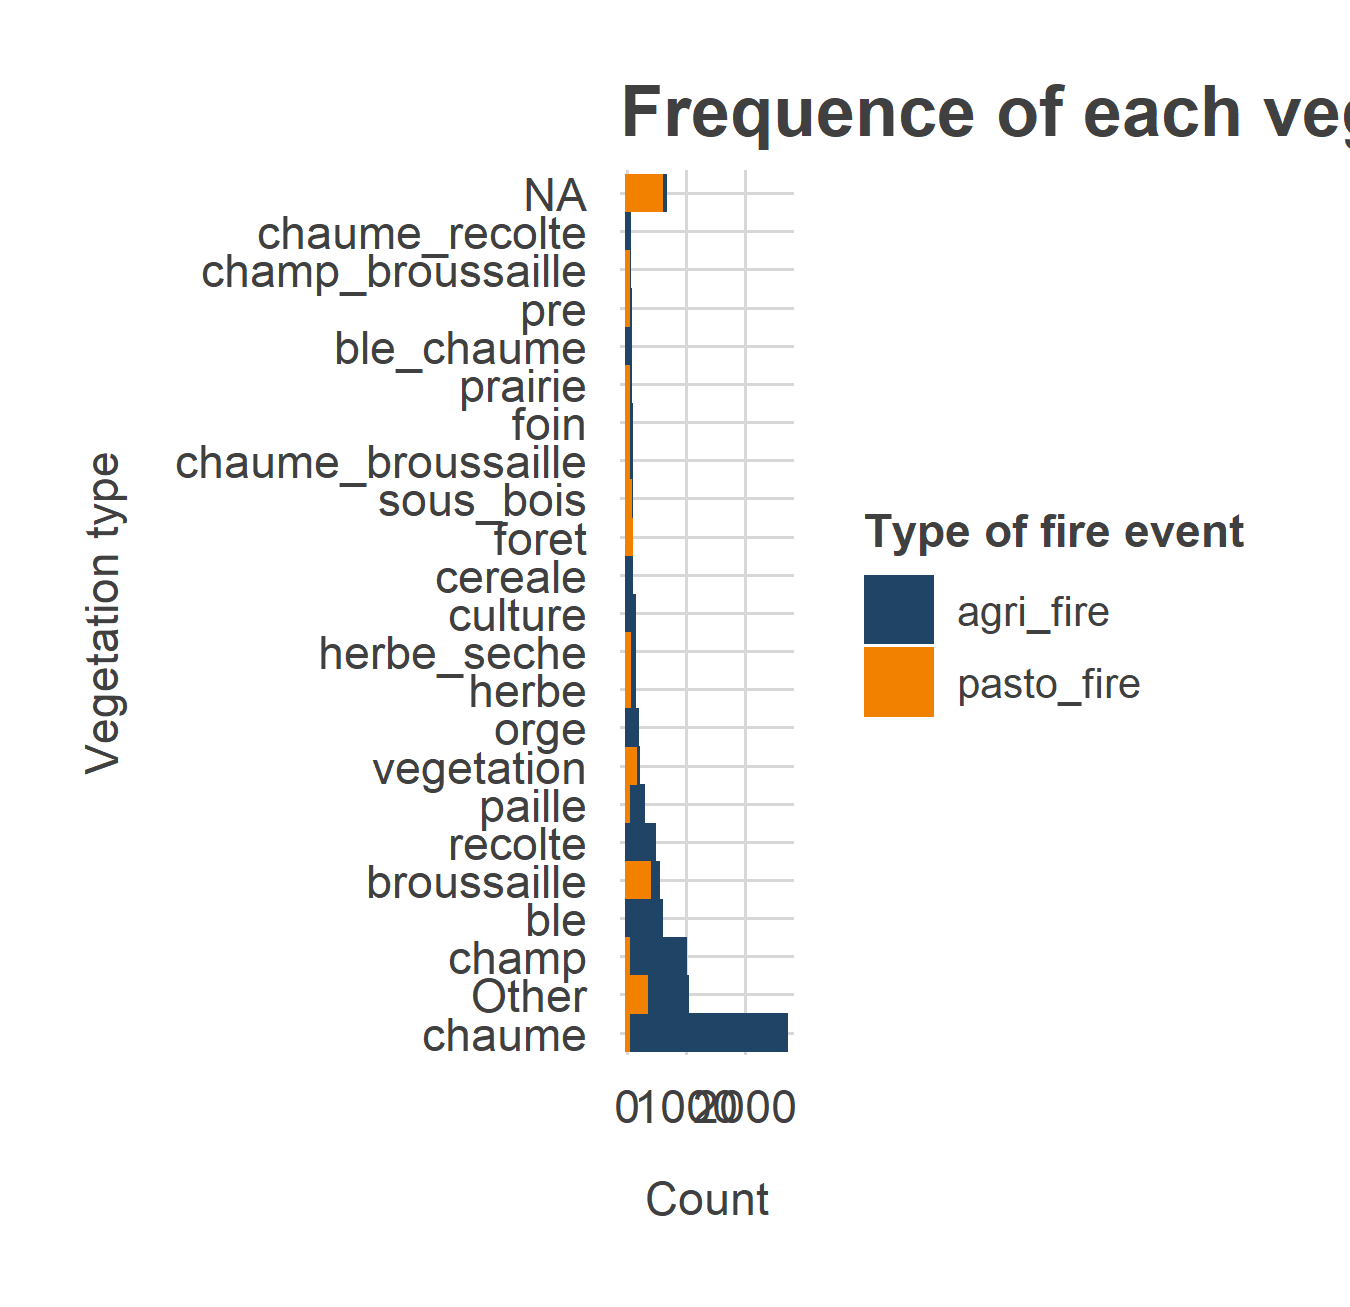 Frequence of each veg
NA
chaume_recolte
champ_broussaille
pre
ble_chaume
prairie
foin
chaume_broussaille
sous_bois
foret
cereale
culture
herbe_seche
herbe
orge
vegetation
paille
recolte
broussaille
ble
champ
Other
chaume
Vegetation type
0 1000 2000
Count
Type of fire event
agri_fire
pasto_fire